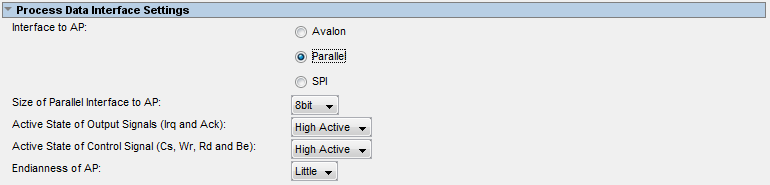 Process Data Interface Settings
Interface to AP:
Avalon
Parallel
SPI
Size of Parallel Interface to AP:
8bit
Active State of Output Signals (Irq and Ack):
High Active
Active State of Control Signal (Cs, Wr, Rd and Be):
High Active
Endianness of AP:
Little